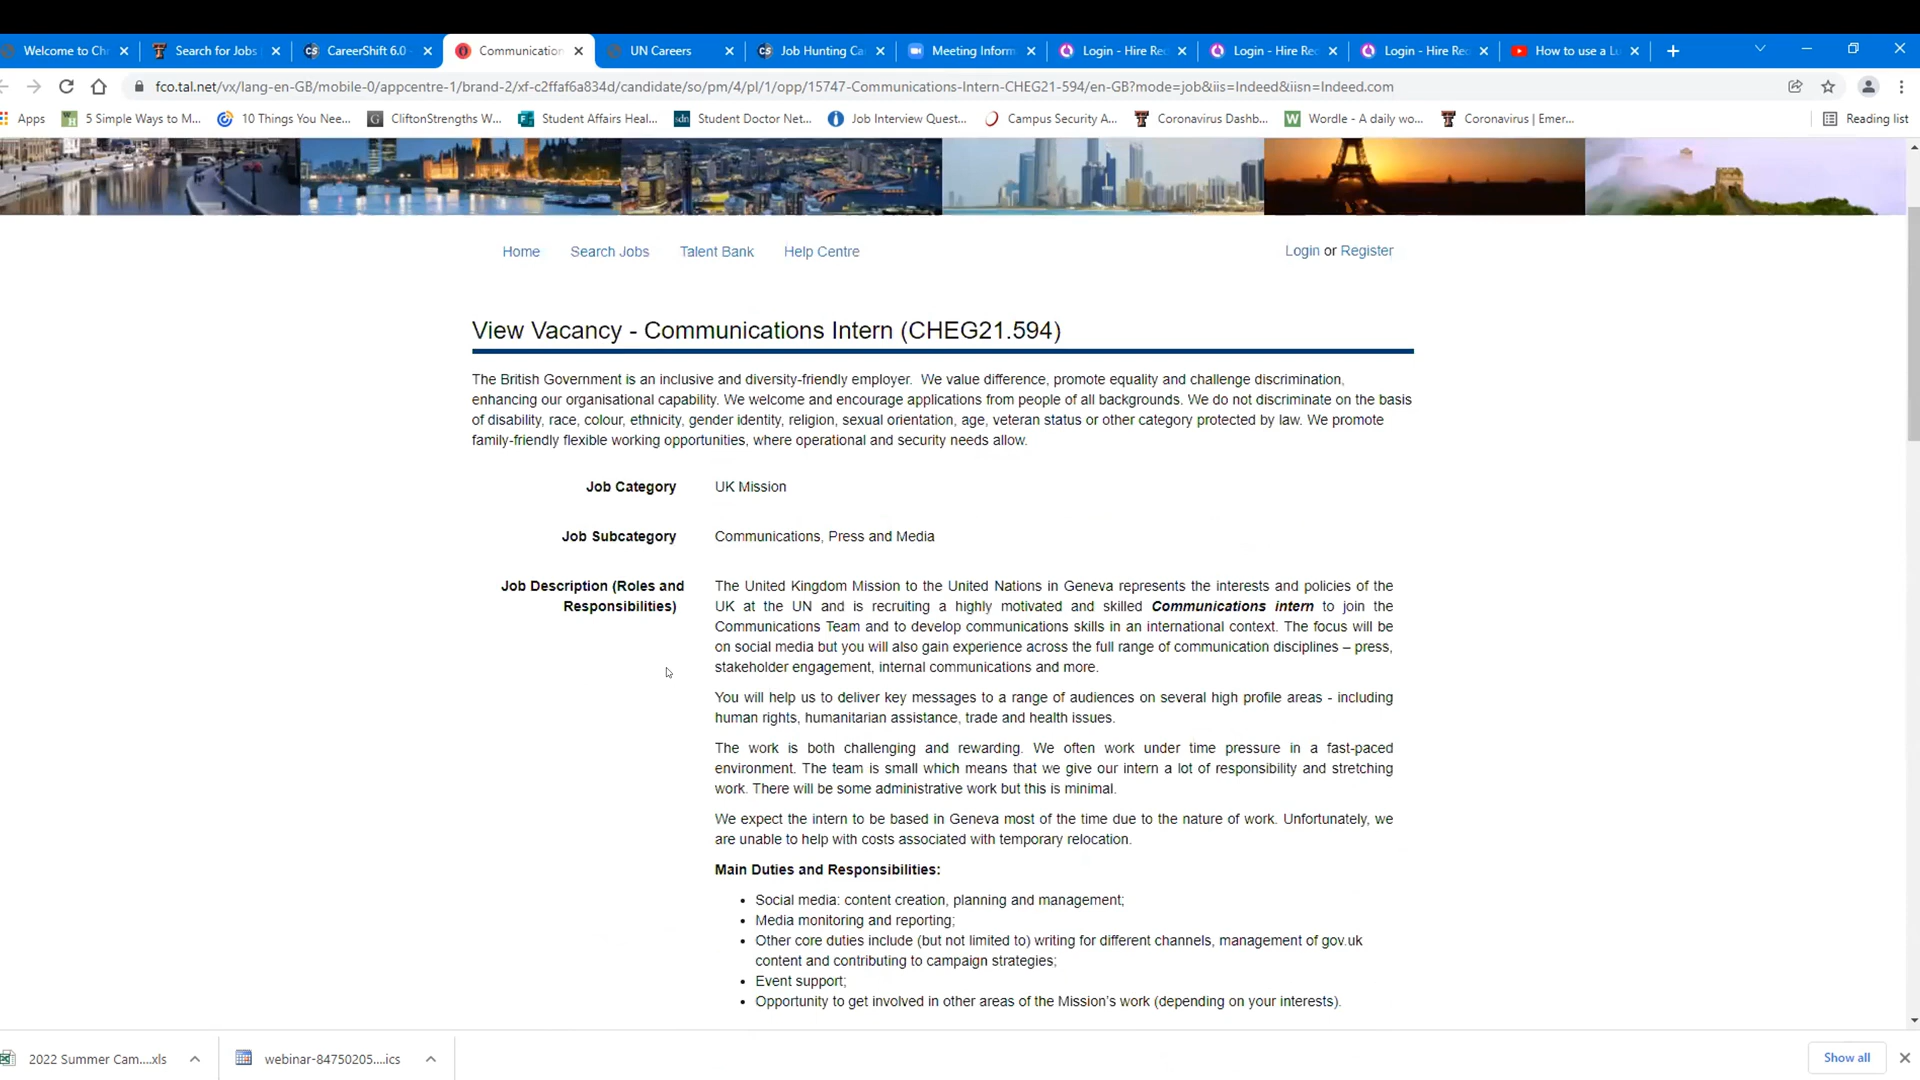 Welcome to Ch
Search for Jobs
CareerShift 6.0
Communication
UN Careers
Job Hunting Ca
Meeting Inform
Login - Hire Re
Login - Hire Re
Login - Hire Re
How to use a L
fco.tal.net/vx/lang-en-GB/mobile-0/appcentre-1/brand-2/xf-c2ffaf6a834d/candidate/so/pm/4/pl/1/opp/15747-Communications-Intern-CHEG21-594/en-GB?mode=job&iis=Indeed&iisn=Indeed.com
Apps
5 Simple Ways to M...
10 Things You Nee...
CliftonStrengths W...
Student Affairs Heal...
Student Doctor Net...
Job Interview Quest...
Campus Security A...
Coronavirus Dashb...
Wordle - A daily wo...
Coronavirus | Emer...
Reading list
Home
Search Jobs
Talent Bank
Help Centre
Login or Register
View Vacancy - Communications Intern (CHEG21.594)
The British Government is an inclusive and diversity-friendly employer. We value difference, promote equality and challenge discrimination,
enhancing our organisational capability. We welcome and encourage applications from people of all backgrounds. We do not discriminate on the basis
of disability, race, colour, ethnicity, gender identity, religion, sexual orientation, age, veteran status or other category protected by law. We promote
family-friendly flexible working opportunities, where operational and security needs allow.
Job Category
UK Mission
Job Subcategory
Communications, Press and Media
Job Description (Roles and
Responsibilities)
The United Kingdom Mission to the United Nations in Geneva represents the interests and policies of the
UK at the UN and is recruiting a highly motivated and skilled Communications intern to join the
Communications Team and to develop communications skills in an international context. The focus will be
on social media but you will also gain experience across the full range of communication disciplines – press,
stakeholder engagement, internal communications and more.
You will help us to deliver key messages to a range of audiences on several high profile areas - including
human rights, humanitarian assistance, trade and health issues.
The work is both challenging and rewarding. We often work under time pressure in a fast-paced
environment. The team is small which means that we give our intern a lot of responsibility and stretching
work. There will be some administrative work but this is minimal.
We expect the intern to be based in Geneva most of the time due to the nature of work. Unfortunately, we
are unable to help with costs associated with temporary relocation.
Main Duties and Responsibilities:
• Social media: content creation, planning and management;
• Media monitoring and reporting;
• Other core duties include (but not limited to) writing for different channels, management of gov.uk
content and contributing to campaign strategies;
• Event support;
• Opportunity to get involved in other areas of the Mission's work (depending on your interests).
2022 Summer Cam....xls
webinar-84750205....ics
Show all